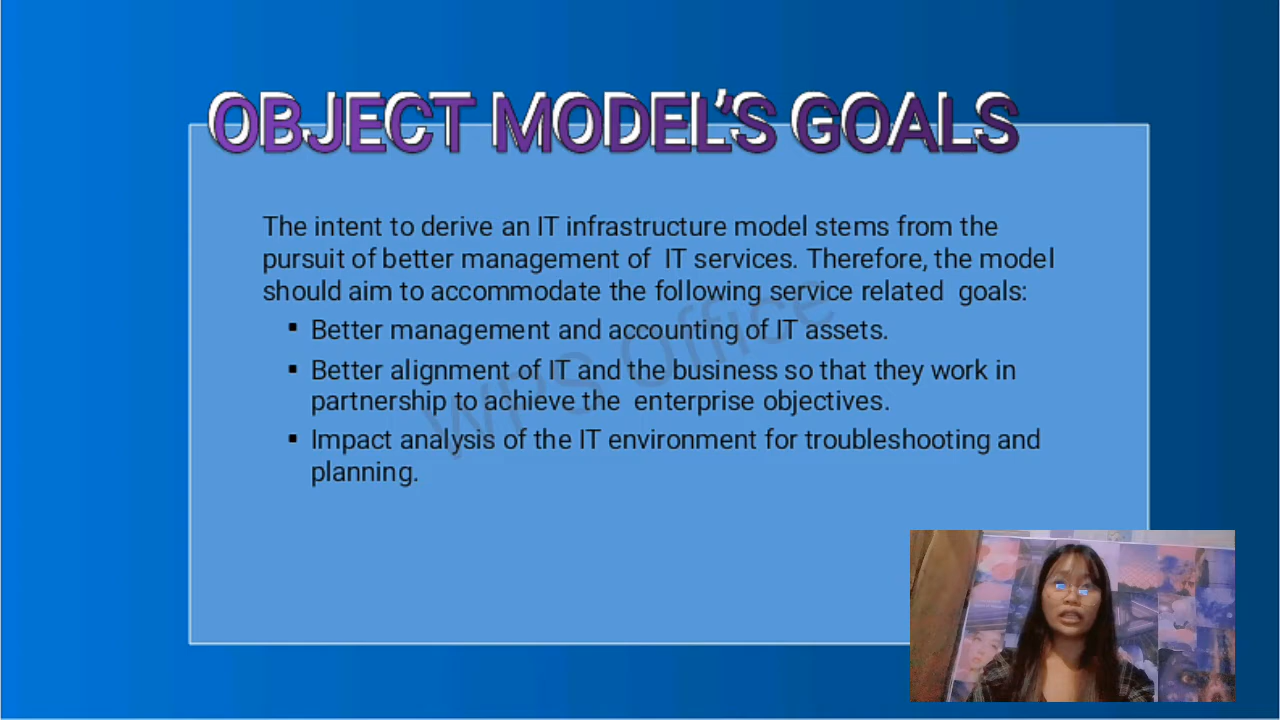 OBJECT MODEL'S GOALS
The intent to derive an IT infrastructure model stems from the
pursuit of better management of IT services. Therefore, the model
should aim to accommodate the following service related goals:
▪ Better management and accounting of IT assets.
▪ Better alignment of IT and the business so that they work in
partnership to achieve the enterprise objectives.
▪ Impact analysis of the IT environment for troubleshooting and
planning.
WPS Office